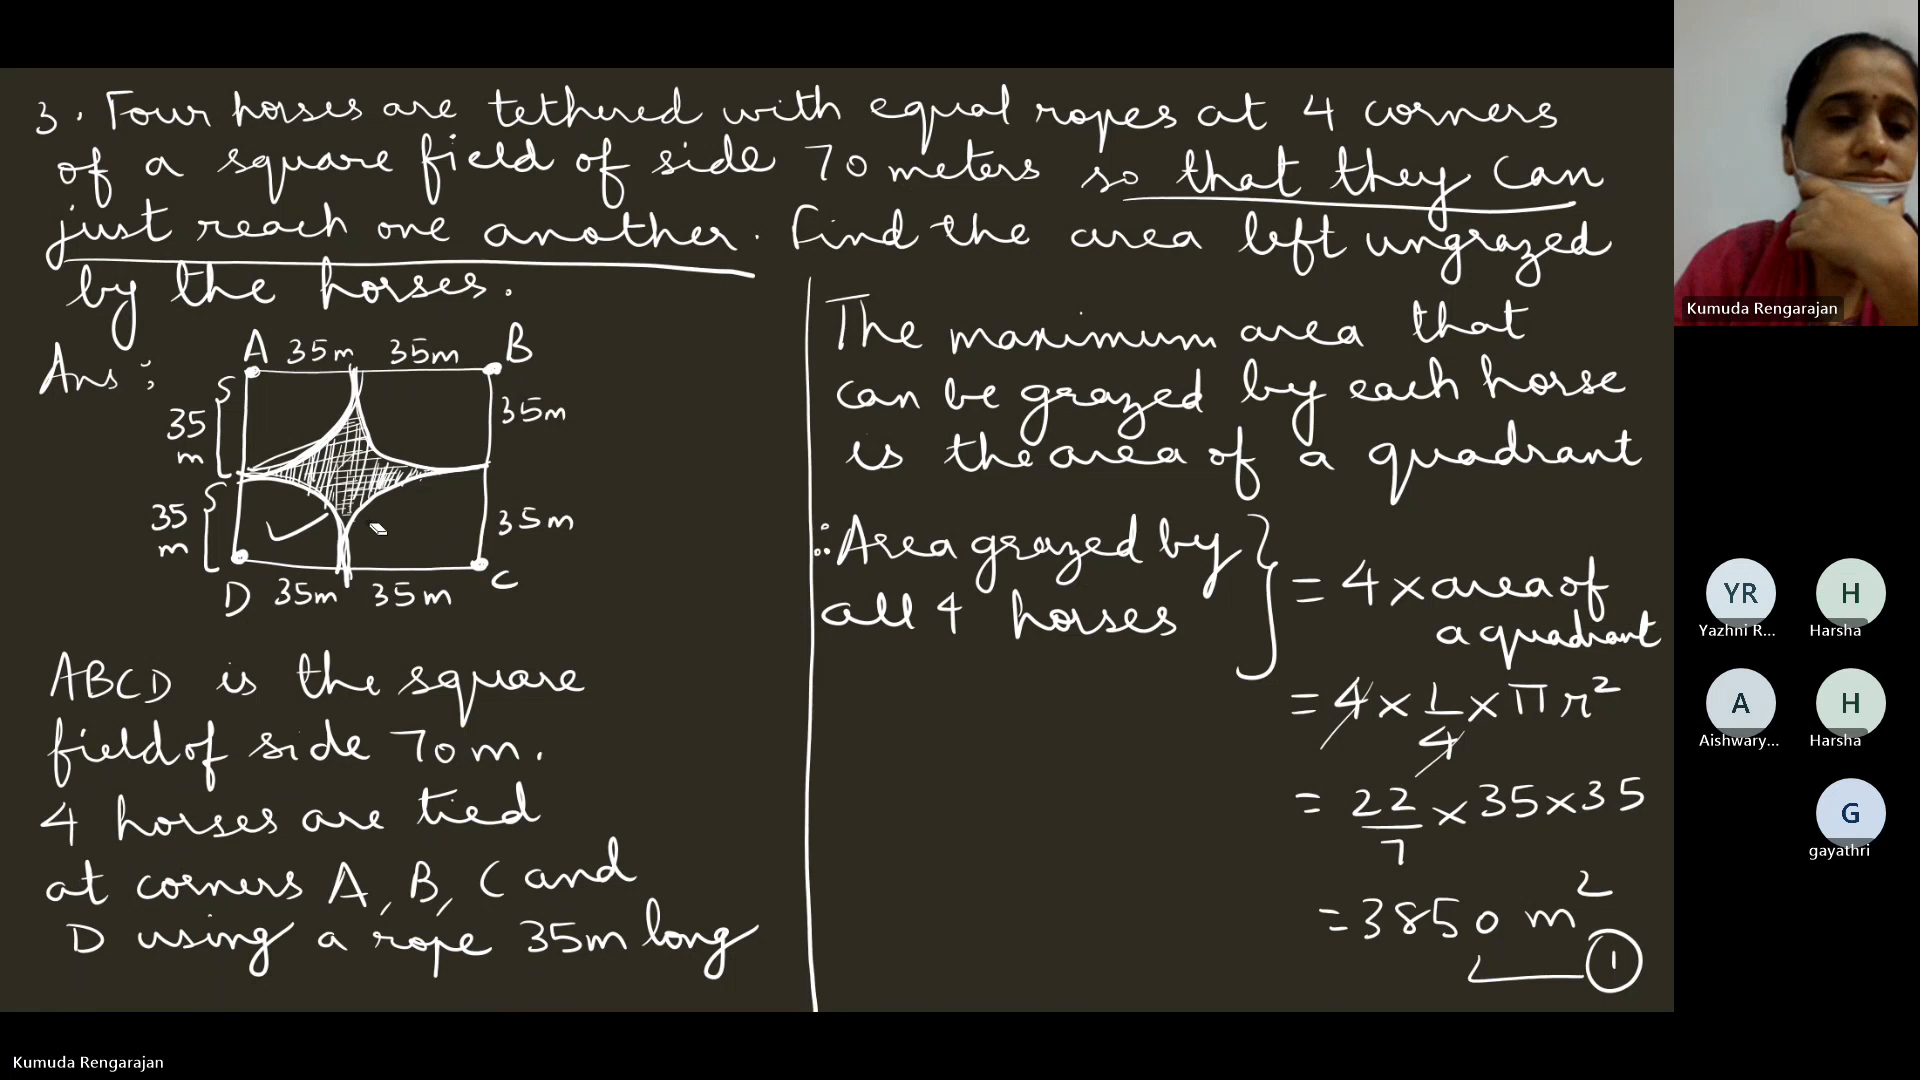 3. Four horses are tethered with equal ropes at 4 corners
of a square field of side 70 meters so that they can
just reach one another. Find the area left ungrazed
by the horses.
Ans :
A 35m 35m B
35 m
35m
35 m
35m
D 35m 35m C
ABCD is the square
field of side 70 m.
4 horses are tied
at corners A, B, C and
D using a rope 35m long
The maximum area that
can be grazed by each horse
is the area of a quadrant
∴ Area grazed by
all 4 horses } = 4 × area of
a quadrant
= 4 × 1/4 × π r²
= 22/7 × 35 × 35
= 3850 m²
1
Kumuda Rengarajan
YR
Yazhni R...
H
Harsha
A
Aishwary...
H
Harsha
G
gayathri
Kumuda Rengarajan